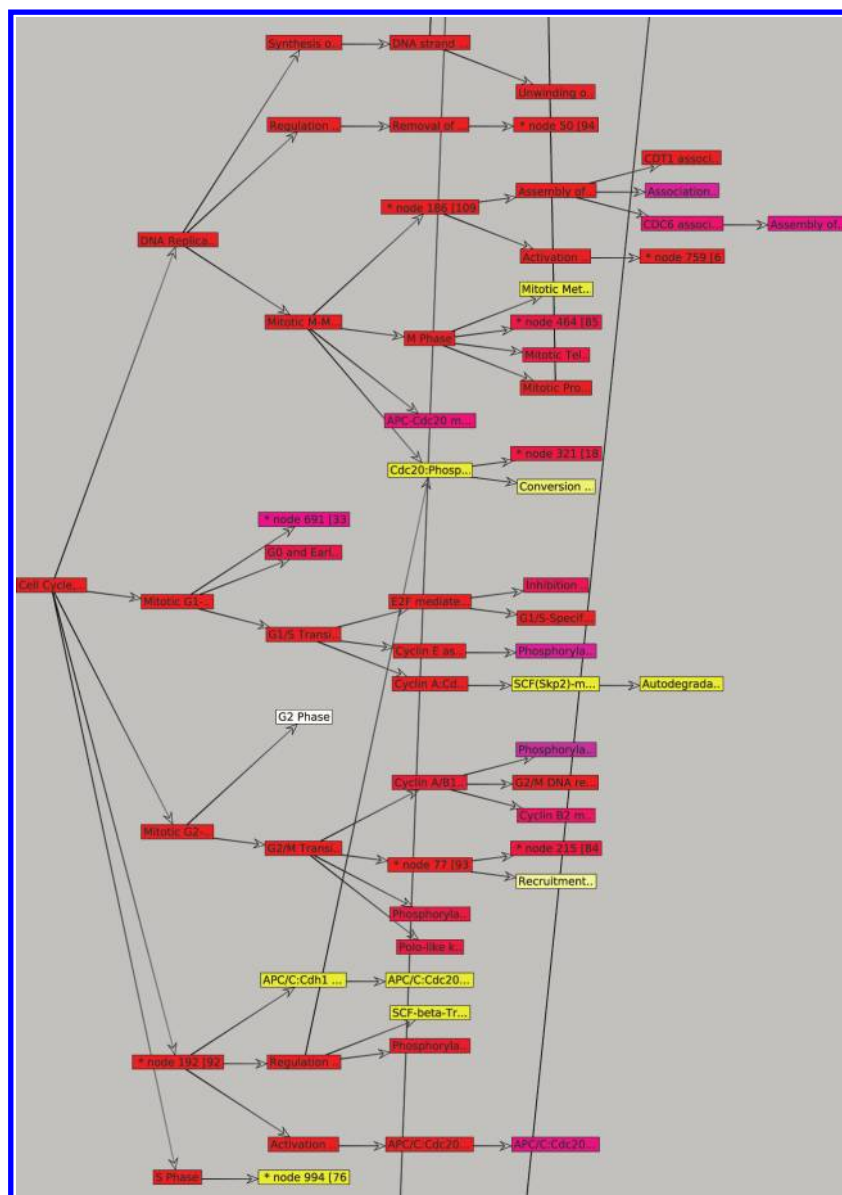 Synthesis o..
DNA strand ...
Unwinding o..
Regulation ...
Removal of ...
* node 50 [94
CDT1 associ..
Assembly of..
Association..
* node 186 [109
CDC6 associ..
Assembly of..
DNA Replica..
Activation ..
* node 759 [6
Mitotic Met..
Mitotic M-M...
* node 464 [85
M Phase
Mitotic Tel..
Mitotic Pro...
APC-Cdc20 m...
* node 321 [18
Cdc20:Phosp...
Conversion ...
* node 691 [33
G0 and Earl..
Cell Cycle,...
Inhibition ..
Mitotic G1-..
E2F mediate...
G1/S-Specif..
G1/S Transi..
Cyclin E as...
Phosphoryla..
Cyclin A:Cd..
SCF(Skp2)-m...
Autodegrada..
G2 Phase
Phosphoryla..
Cyclin A/B1..
G2/M DNA re...
Cyclin B2 m..
Mitotic G2-..
G2/M Transi..
* node 215 [84
* node 77 [93
Recruitment..
Phosphoryla..
Polo-like k..
APC/C:Cdh1 ...
APC/C:Cdc20...
SCF-beta-Tr...
Phosphoryla..
* node 192 [92
Regulation ..
Activation ..
APC/C:Cdc20...
APC/C:Cdc20...
S Phase
* node 994 [76